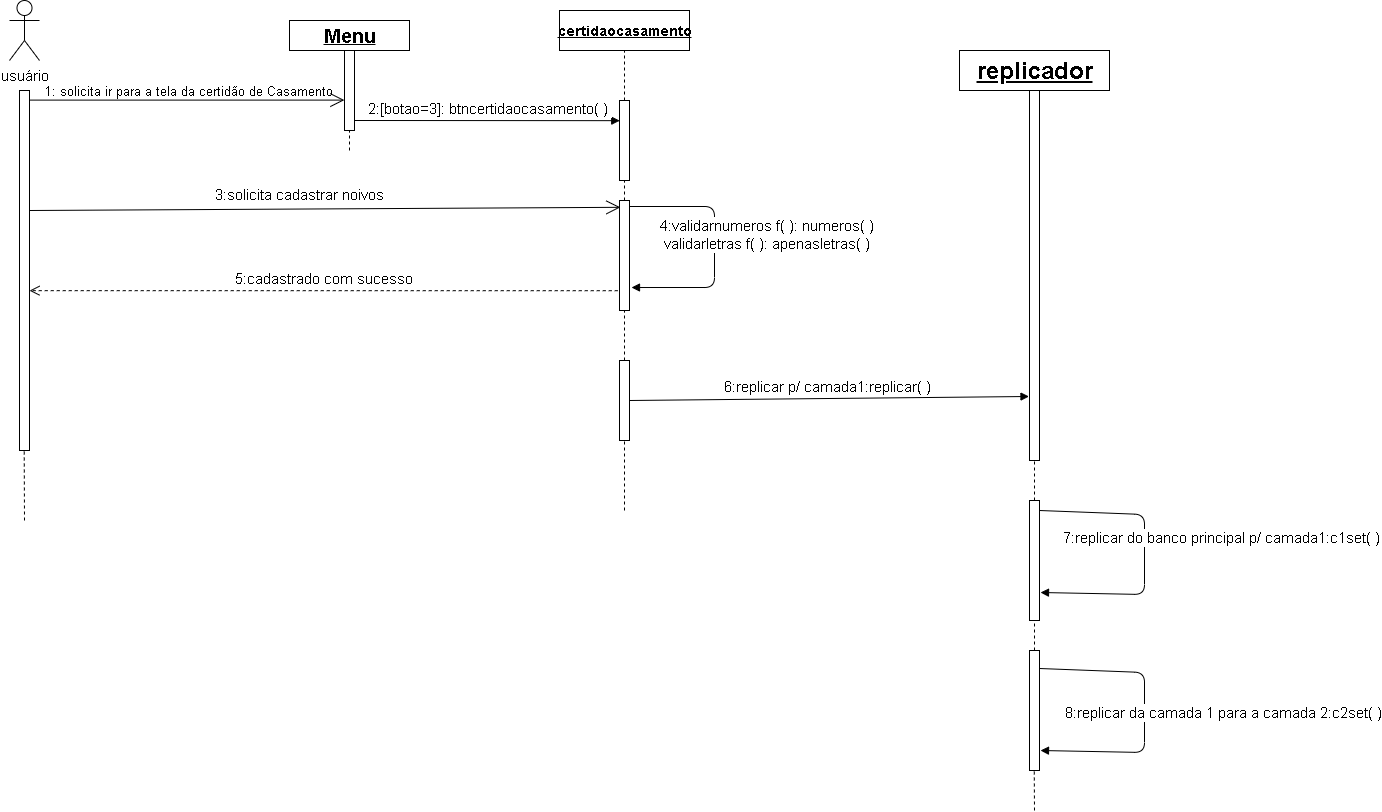 Menu
certidaocasamento
replicador
usuário
1: solicita ir para a tela da certidão de Casamento
2:[botao=3]: btncertidaocasamento( )
3:solicita cadastrar noivos
4:validarnumeros f( ): numeros( )
validarletras f( ): apenasletras( )
5:cadastrado com sucesso
6:replicar p/ camada1:replicar( )
7:replicar do banco principal p/ camada1:c1set( )
8:replicar da camada 1 para a camada 2:c2set( )